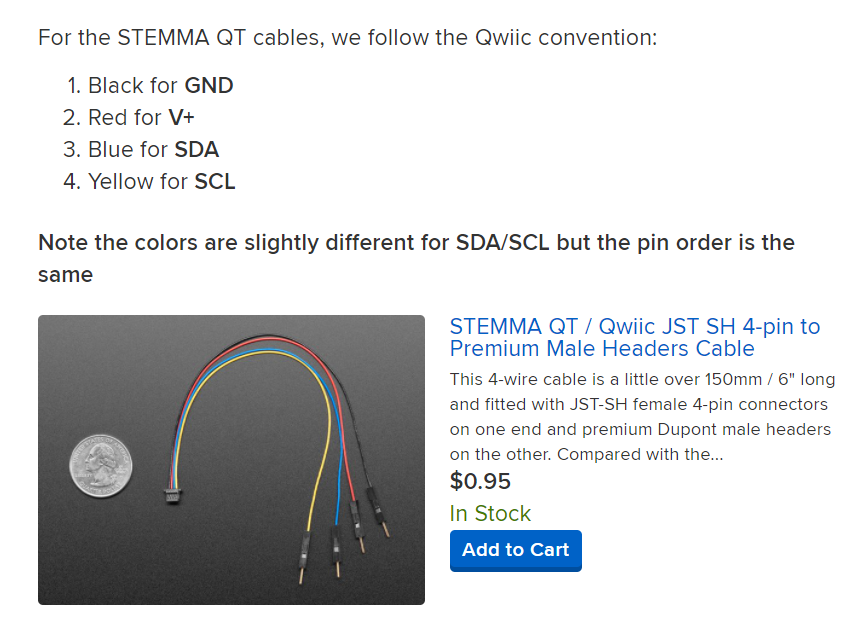 For the STEMMA QT cables, we follow the Qwiic convention:
1. Black for GND
2. Red for V+
3. Blue for SDA
4. Yellow for SCL
Note the colors are slightly different for SDA/SCL but the pin order is the
same
STEMMA QT / Qwiic JST SH 4-pin to
Premium Male Headers Cable
This 4-wire cable is a little over 150mm / 6" long
and fitted with JST-SH female 4-pin connectors
on one end and premium Dupont male headers
on the other. Compared with the...
$0.95
In Stock
Add to Cart